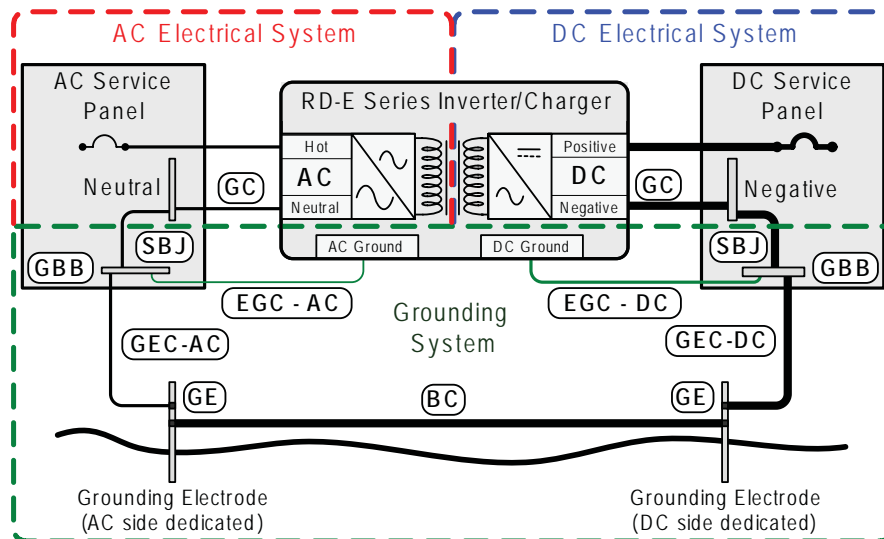 AC Electrical System
DC Electrical System
AC Service
Panel
RD-E Series Inverter/Charger
DC Service
Panel
Hot
AC
Neutral
Positive
DC
Negative
Neutral
GC
GC
Negative
SBJ
AC Ground
DC Ground
SBJ
GBB
GBB
EGC - AC
EGC - DC
Grounding
System
GEC-AC
GEC-DC
GE
BC
GE
Grounding Electrode
(AC side dedicated)
Grounding Electrode
(DC side dedicated)